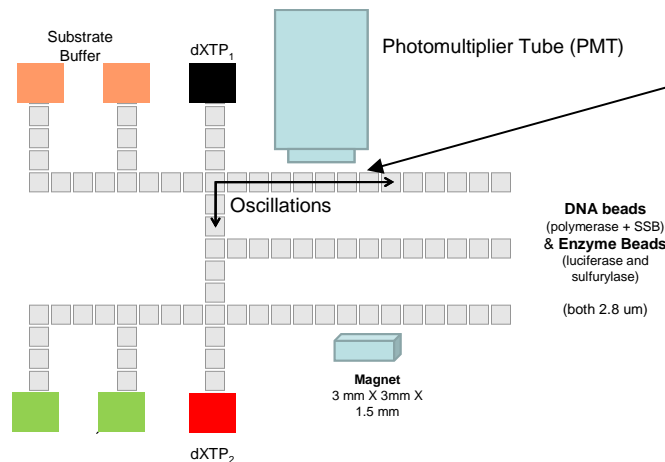 Substrate
Buffer
dXTP1
Photomultiplier Tube (PMT)
Oscillations
DNA beads
(polymerase + SSB)
& Enzyme Beads
(luciferase and
sulfurylase)
(both 2.8 um)
Magnet
3 mm X 3mm X
1.5 mm
dXTP2